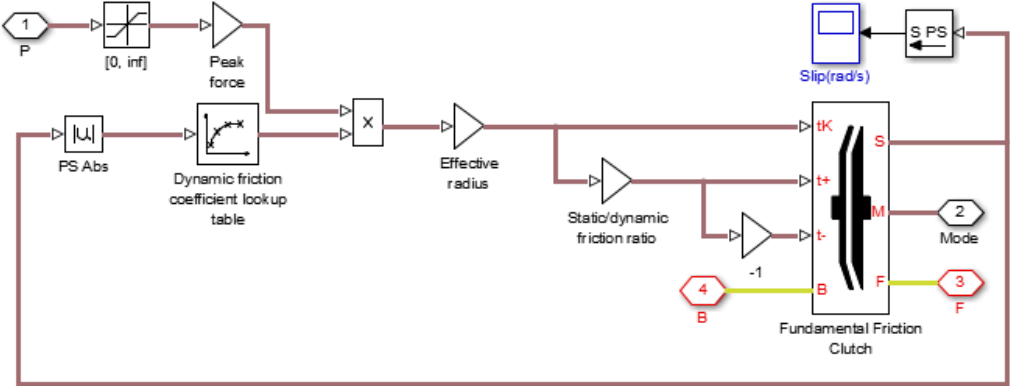 1
P
[0, inf]
Peak
force
S PS
Slip(rad/s)
|u|
PS Abs
Dynamic friction
coefficient lookup
table
X
Effective
radius
Static/dynamic
friction ratio
-1
tK
t+
t-
B
S
M
F
2
Mode
4
B
3
F
Fundamental Friction
Clutch